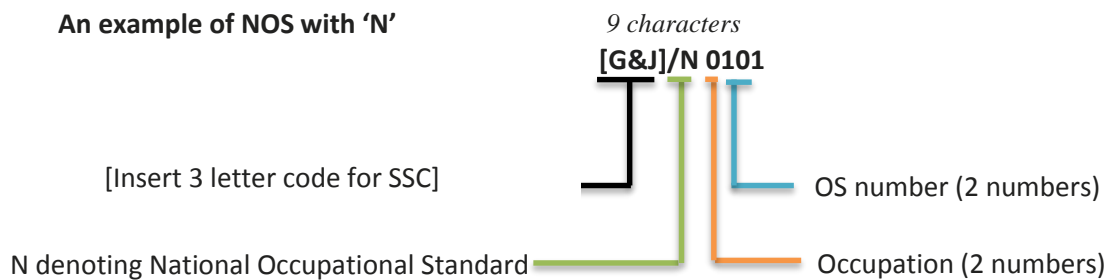 An example of NOS with ‘N’
9 characters
[G&J]/N 0101
[Insert 3 letter code for SSC]
OS number (2 numbers)
N denoting National Occupational Standard
Occupation (2 numbers)